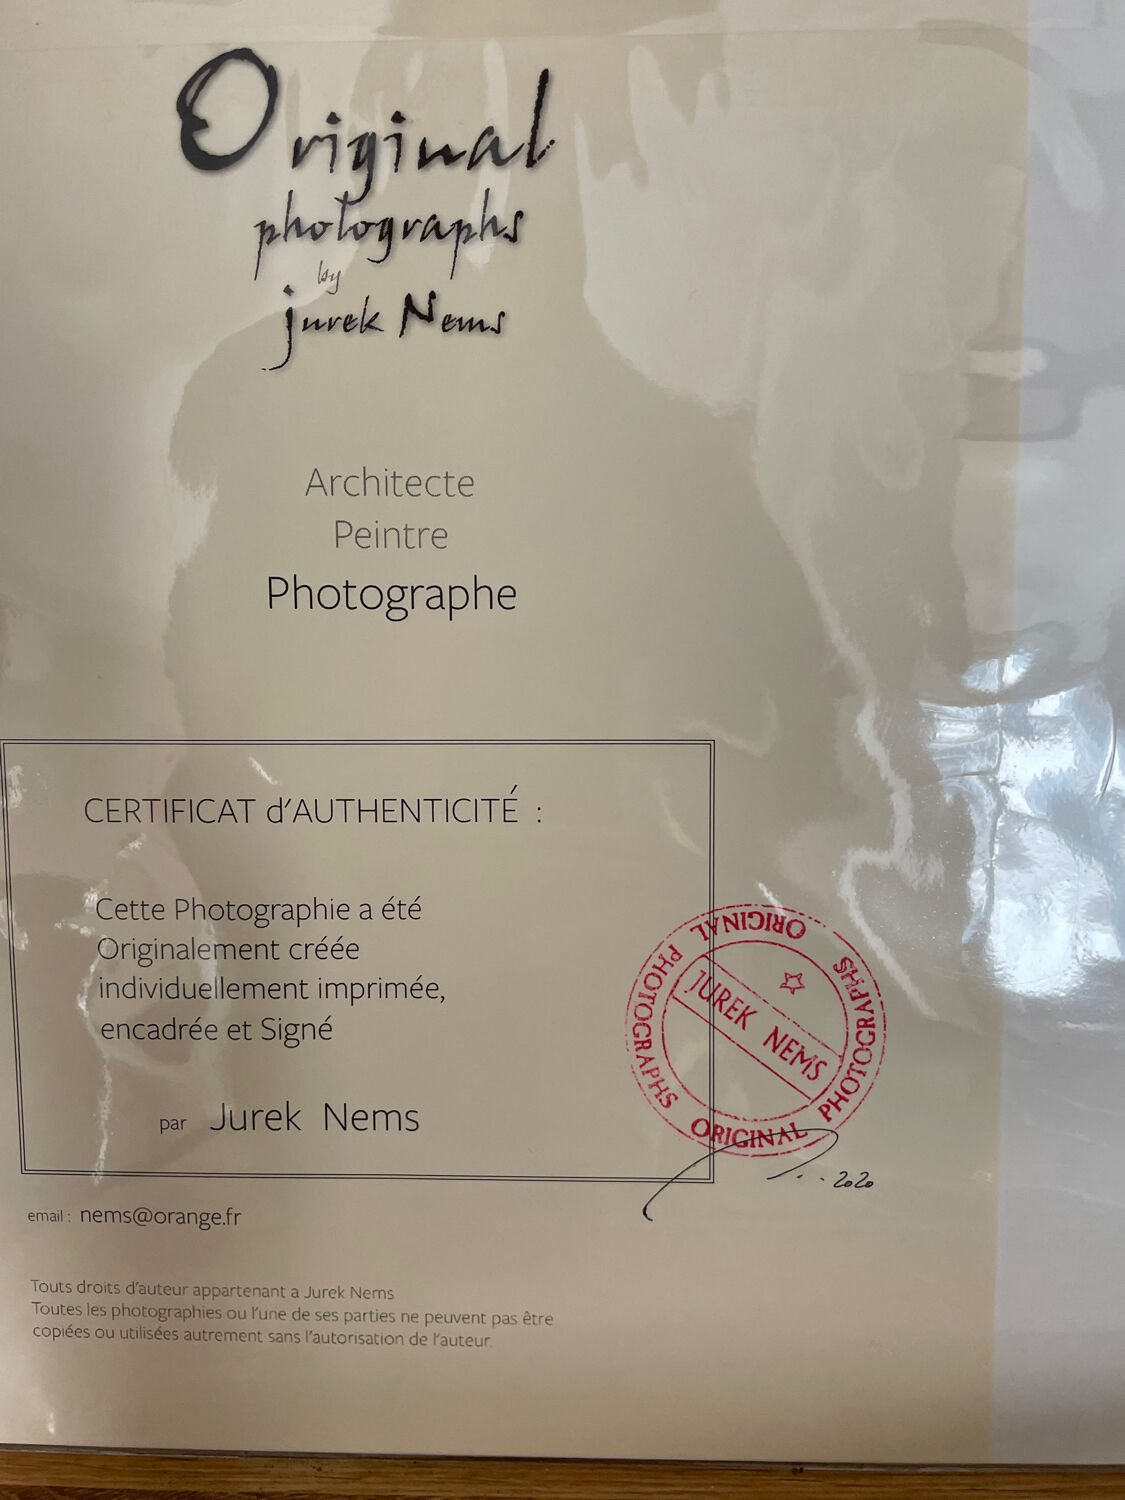 Original
photographs
by
jurek Nems
Architecte
Peintre
Photographe
CERTIFICAT d'AUTHENTICITÉ :
Cette Photographie a été
Originalement créée
individuellement imprimée,
encadrée et Signé
par Jurek Nems
ORIGINAL PHOTOGRAPHS
ORIGINAL PHOTOGRAPHS
JUREK NEMS
2020
email : nems@orange.fr
Touts droits d'auteur appartenant a Jurek Nems
Toutes les photographies ou l'une de ses parties ne peuvent pas être
copiées ou utilisées autrement sans l'autorisation de l'auteur.